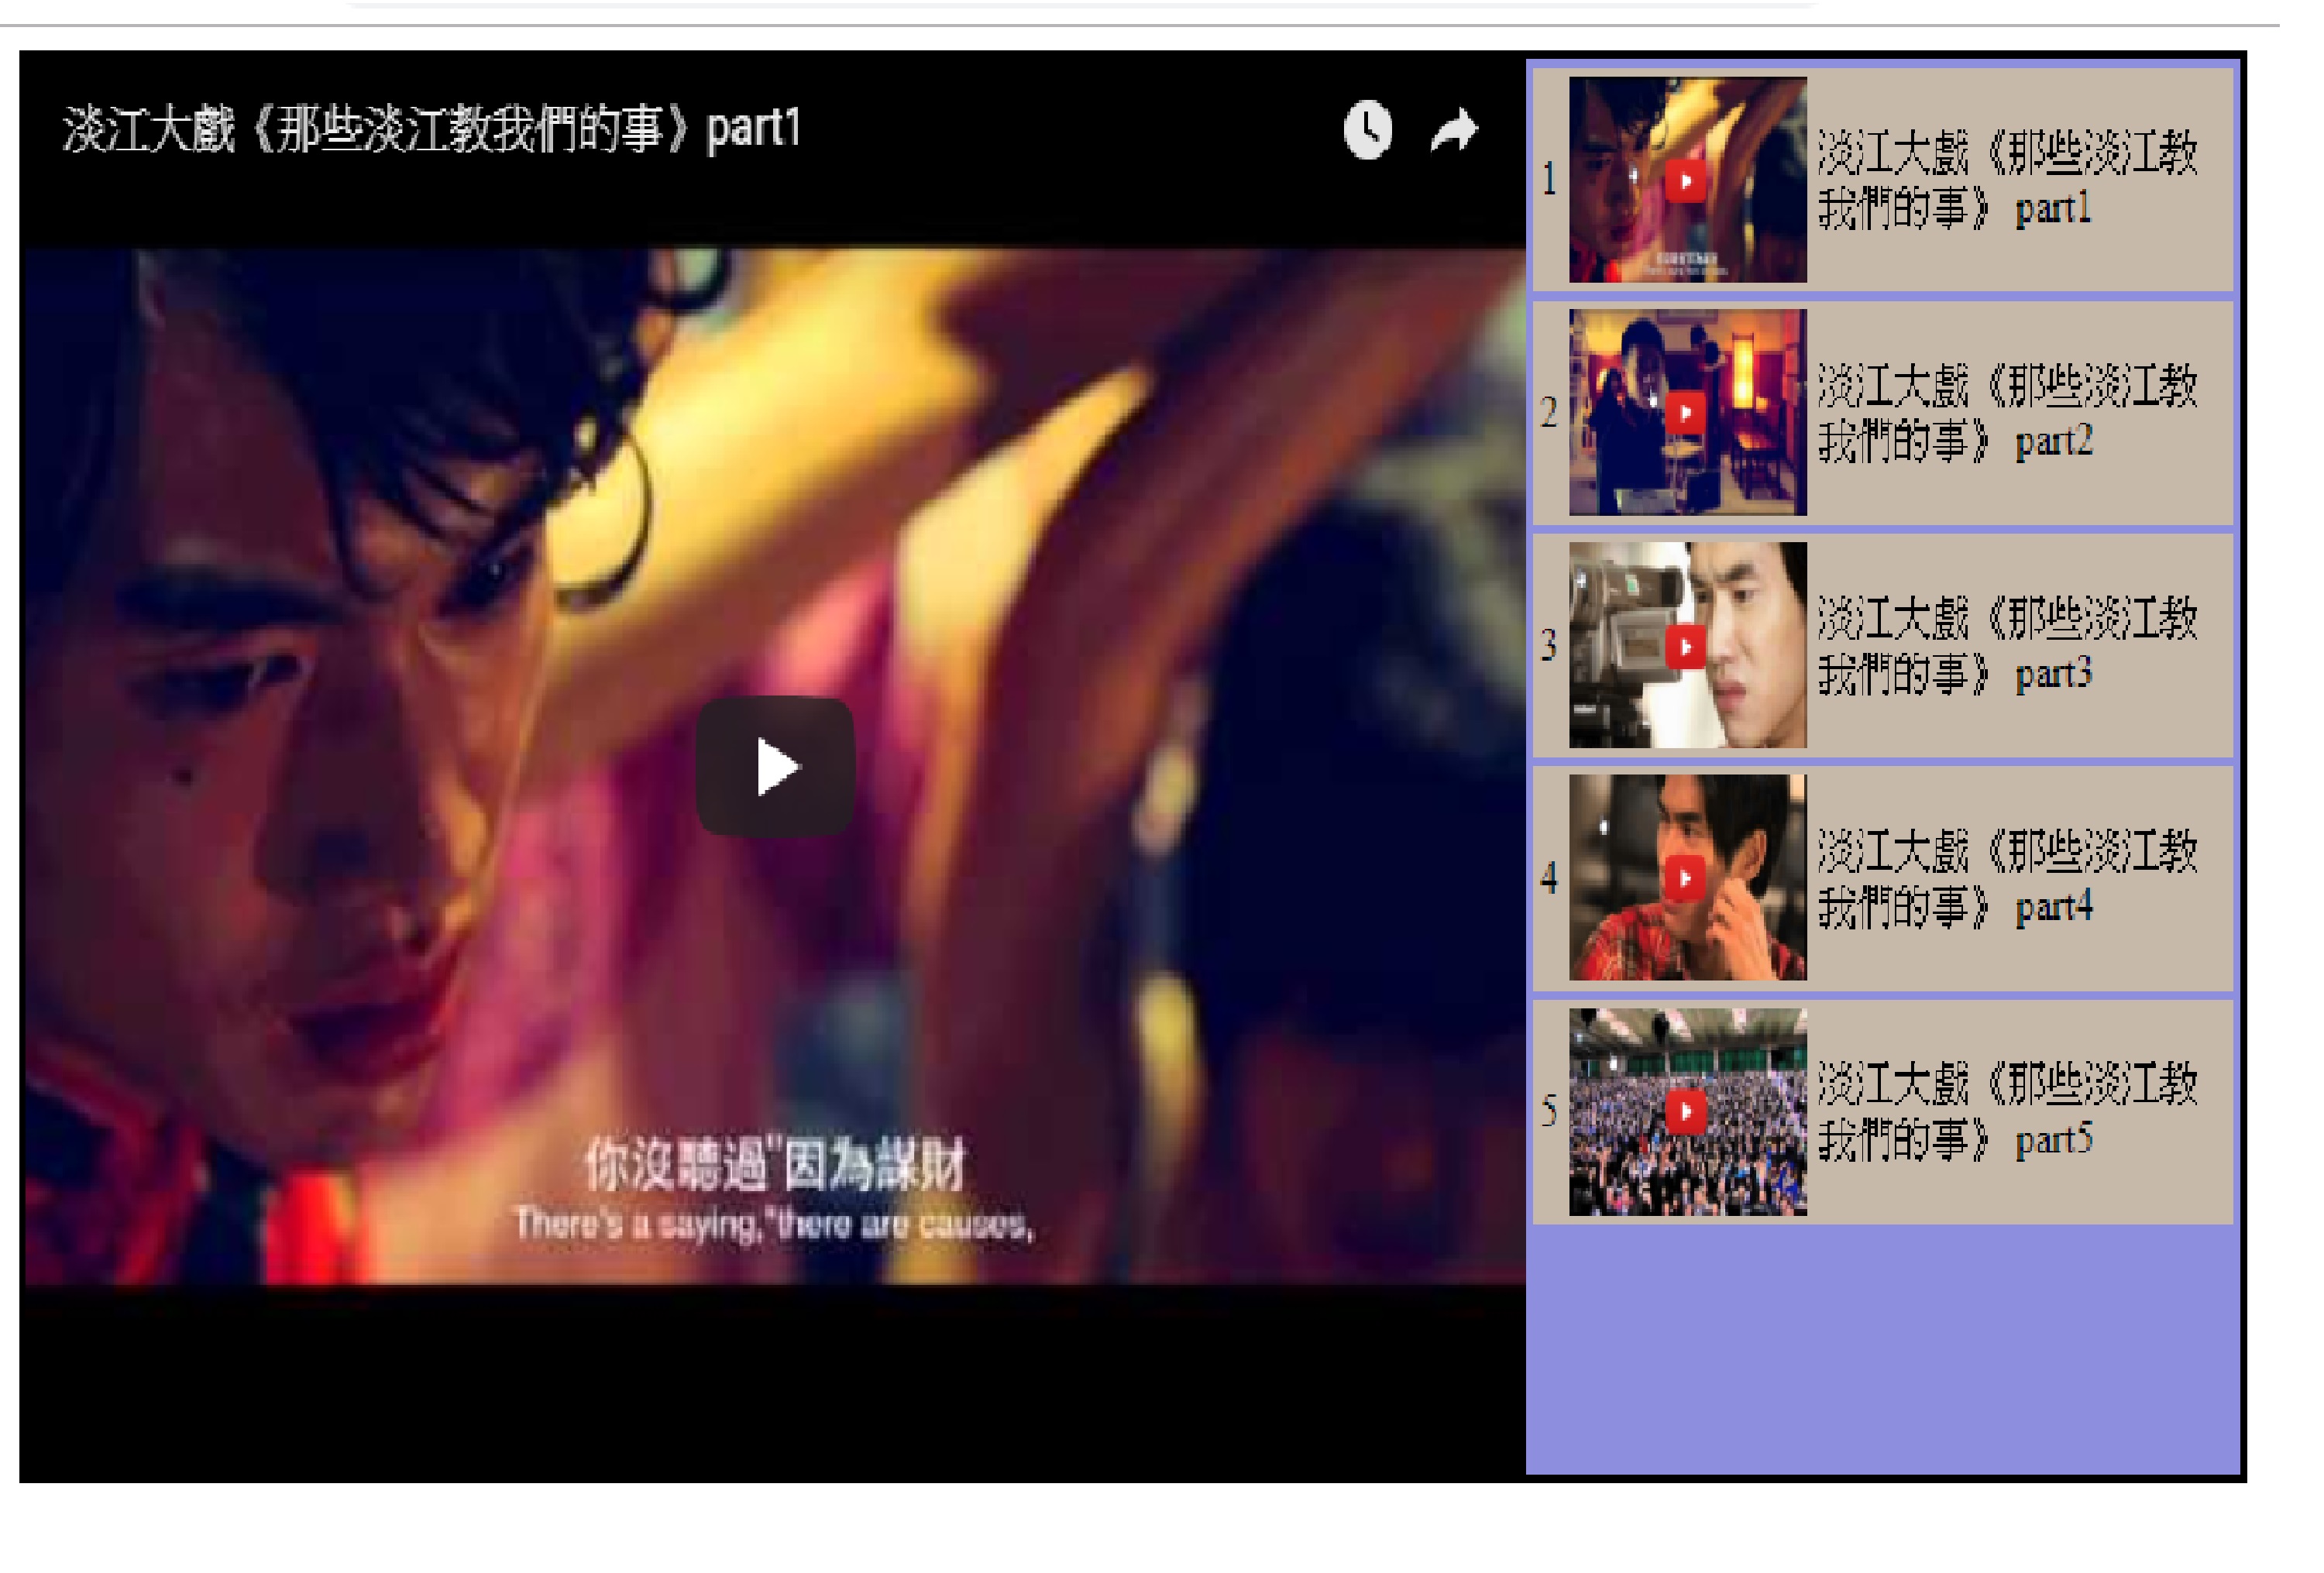 淡江大戲《那些淡江教我們的事》part1
你沒聽過"因為謀財
There's a saying,"there are causes,
1
淡江大戲《那些淡江教
我們的事》 part1
2
淡江大戲《那些淡江教
我們的事》 part2
3
淡江大戲《那些淡江教
我們的事》 part3
4
淡江大戲《那些淡江教
我們的事》 part4
5
淡江大戲《那些淡江教
我們的事》 part5